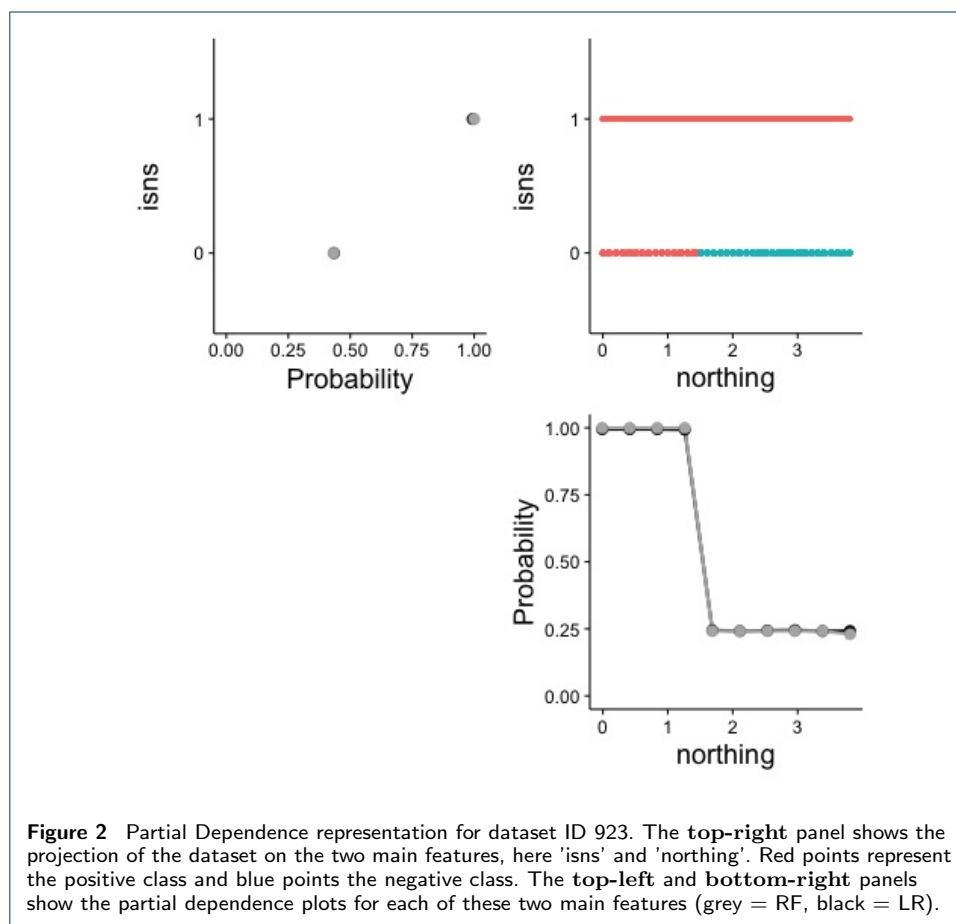 isns
1
0
0.00 0.25 0.50 0.75 1.00
Probability
isns
1
0
0 1 2 3
northing
Probability
1.00
0.75
0.50
0.25
0.00
0 1 2 3
northing
Figure 2 Partial Dependence representation for dataset ID 923. The top-right panel shows the
projection of the dataset on the two main features, here 'isns' and 'northing'. Red points represent
the positive class and blue points the negative class. The top-left and bottom-right panels
show the partial dependence plots for each of these two main features (grey = RF, black = LR).